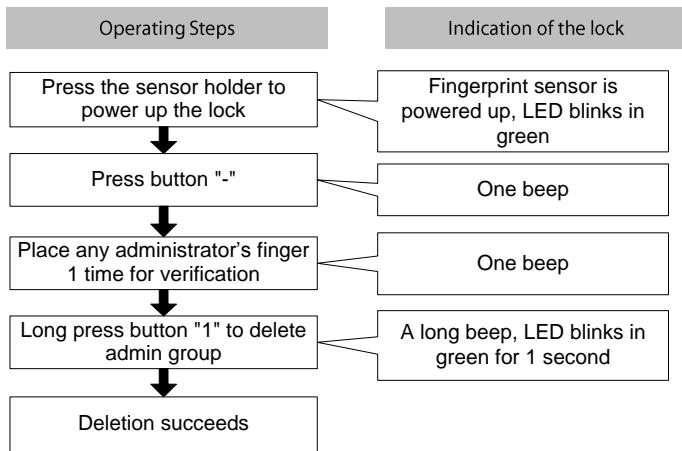 Operating Steps
Indication of the lock
Press the sensor holder to
power up the lock
Fingerprint sensor is
powered up, LED blinks in
green
Press button "-"
One beep
Place any administrator's finger
1 time for verification
One beep
Long press button "1" to delete
admin group
A long beep, LED blinks in
green for 1 second
Deletion succeeds